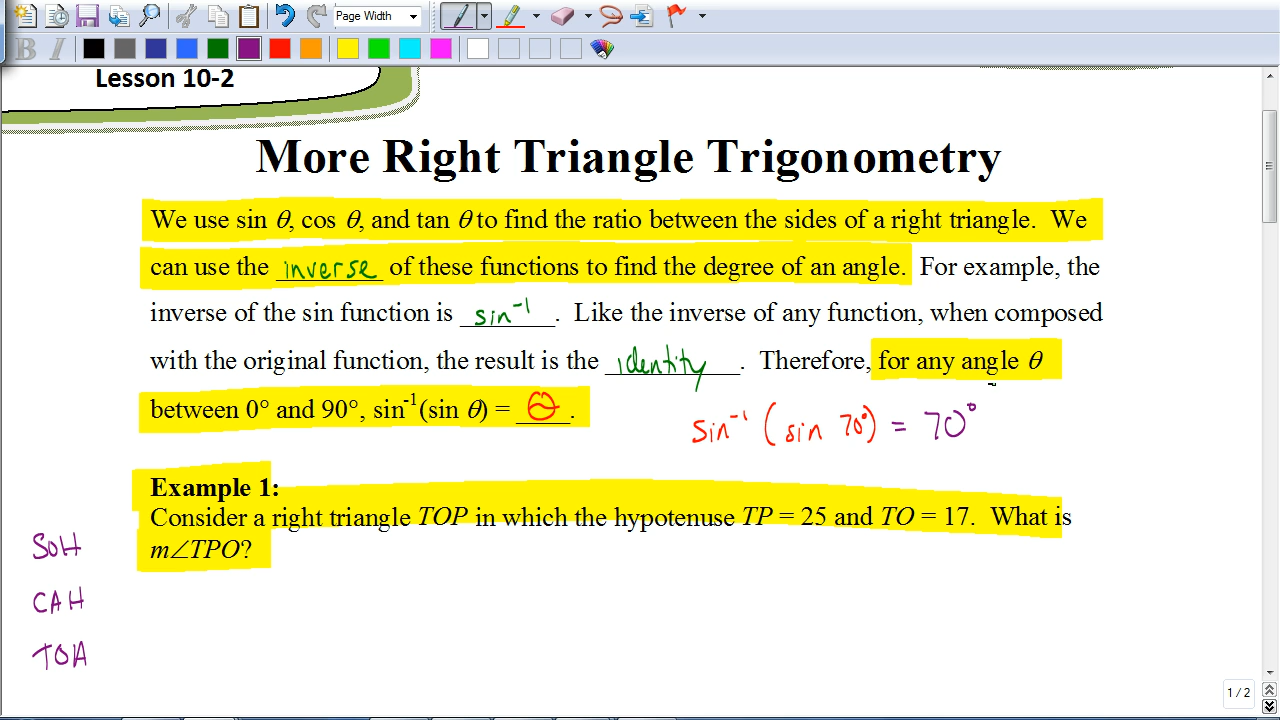 Page Width
B I
Lesson 10-2
More Right Triangle Trigonometry
We use sin θ, cos θ, and tan θ to find the ratio between the sides of a right triangle. We
can use the inverse of these functions to find the degree of an angle. For example, the
inverse of the sin function is sin⁻¹. Like the inverse of any function, when composed
with the original function, the result is the identity. Therefore, for any angle θ
between 0° and 90°, sin⁻¹(sin θ) = θ.
sin⁻¹ (sin 70°) = 70°
Example 1:
Consider a right triangle TOP in which the hypotenuse TP = 25 and TO = 17. What is
m∠TPO?
SOH
CAH
TOA
1 / 2